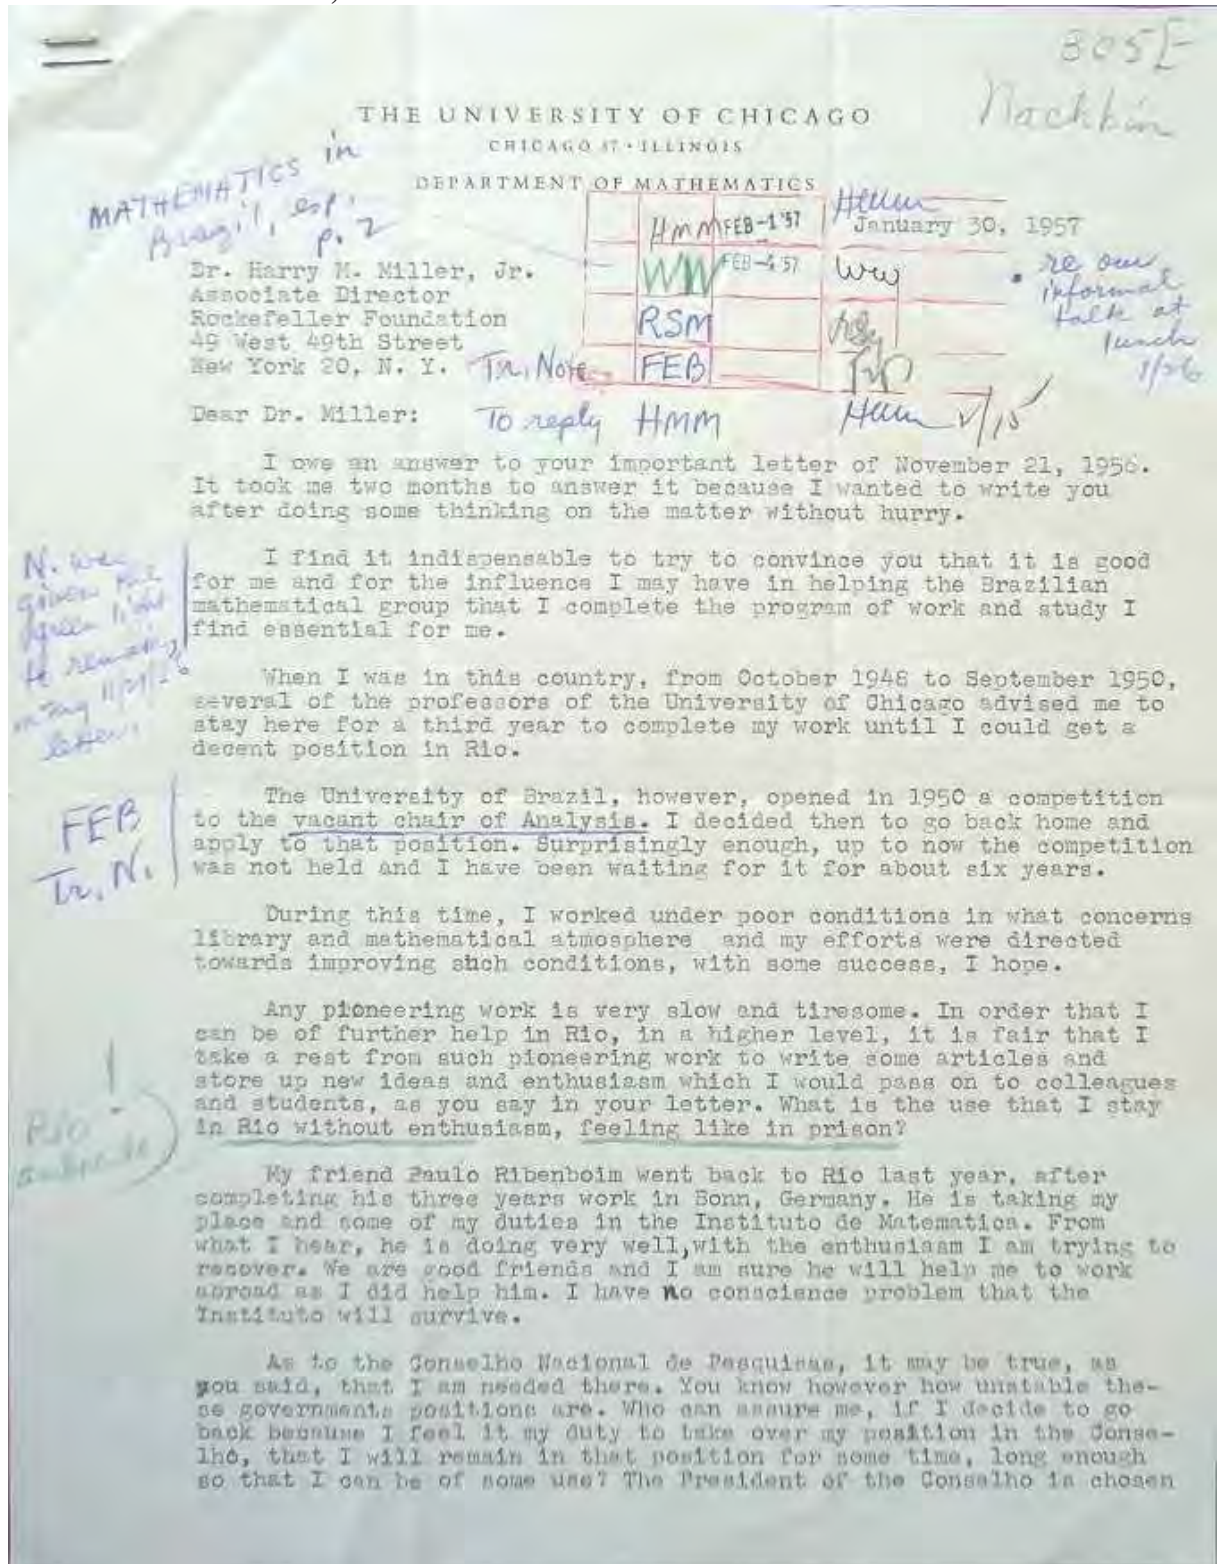 805E
Nachbin
THE UNIVERSITY OF CHICAGO
CHICAGO 37 · ILLINOIS
DEPARTMENT OF MATHEMATICS
MATHEMATICS in
Brazil, esp.
p. 2
HMM FEB-1'57
January 30, 1957
WW FEB-4'57 WW
RSM
Tr. Note FEB
To reply HMM HMM 2/15
re our
informal
talk at
lunch
1/26
Dr. Harry M. Miller, Jr.
Associate Director
Rockefeller Foundation
49 West 49th Street
New York 20, N. Y.
Dear Dr. Miller:
I owe an answer to your important letter of November 21, 1956.
It took me two months to answer it because I wanted to write you
after doing some thinking on the matter without hurry.
N. was
given the
green light
to remain
in my 11/21/56
letter.
I find it indispensable to try to convince you that it is good
for me and for the influence I may have in helping the Brazilian
mathematical group that I complete the program of work and study I
find essential for me.
When I was in this country, from October 1948 to September 1950,
several of the professors of the University of Chicago advised me to
stay here for a third year to complete my work until I could get a
decent position in Rio.
FEB
Tr. N.
The University of Brazil, however, opened in 1950 a competition
to the vacant chair of Analysis. I decided then to go back home and
apply to that position. Surprisingly enough, up to now the competition
was not held and I have been waiting for it for about six years.
During this time, I worked under poor conditions in what concerns
library and mathematical atmosphere and my efforts were directed
towards improving such conditions, with some success, I hope.
Any pioneering work is very slow and tiresome. In order that I
can be of further help in Rio, in a higher level, it is fair that I
take a rest from such pioneering work to write some articles and
store up new ideas and enthusiasm which I would pass on to colleagues
and students, as you say in your letter. What is the use that I stay
in Rio without enthusiasm, feeling like in prison?
!
Rio
My friend Paulo Ribenboim went back to Rio last year, after
completing his three years work in Bonn, Germany. He is taking my
place and some of my duties in the Instituto de Matematica. From
what I hear, he is doing very well, with the enthusiasm I am trying to
recover. We are good friends and I am sure he will help me to work
abroad as I did help him. I have no conscience problem that the
Instituto will survive.
As to the Conselho Nacional de Pesquisas, it may be true, as
you said, that I am needed there. You know however how unstable the-
se governments positions are. Who can assure me, if I decide to go
back because I feel it my duty to take over my position in the Conse-
lho, that I will remain in that position for some time, long enough
so that I can be of some use? The President of the Conselho is chosen